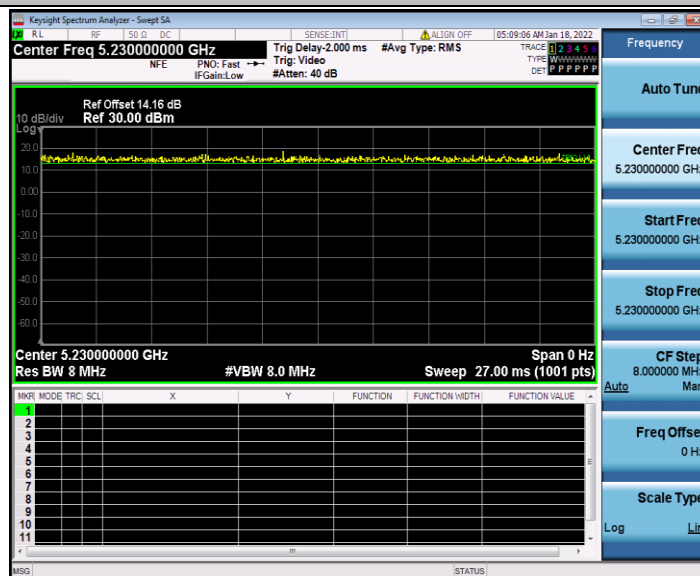 Keysight Spectrum Analyzer - Swept SA
RL RF 50 Ω DC SENSE:INT ALIGN OFF 05:09:06 AM Jan 18, 2022
Center Freq 5.230000000 GHz
NFE PNO: Fast IFGain:Low
Trig Delay-2.000 ms #Avg Type: RMS
Trig: Video
#Atten: 40 dB
TRACE 1 2 3 4 5 6
TYPE WWWWWW
DET P P P P P P
Ref Offset 14.16 dB
10 dB/div Ref 30.00 dBm
Log
20.0
10.0
0.00
-10.0
-20.0
-30.0
-40.0
-50.0
-60.0
Center 5.230000000 GHz Span 0 Hz
Res BW 8 MHz #VBW 8.0 MHz Sweep 27.00 ms (1001 pts)
MKR MODE TRC SCL X Y FUNCTION FUNCTION WIDTH FUNCTION VALUE
1
2
3
4
5
6
7
8
9
10
11
MSG STATUS
Frequency
Auto Tune
Center Freq
5.230000000 GHz
Start Freq
5.230000000 GHz
Stop Freq
5.230000000 GHz
CF Step
8.000000 MHz
Auto Man
Freq Offset
0 Hz
Scale Type
Log Lin